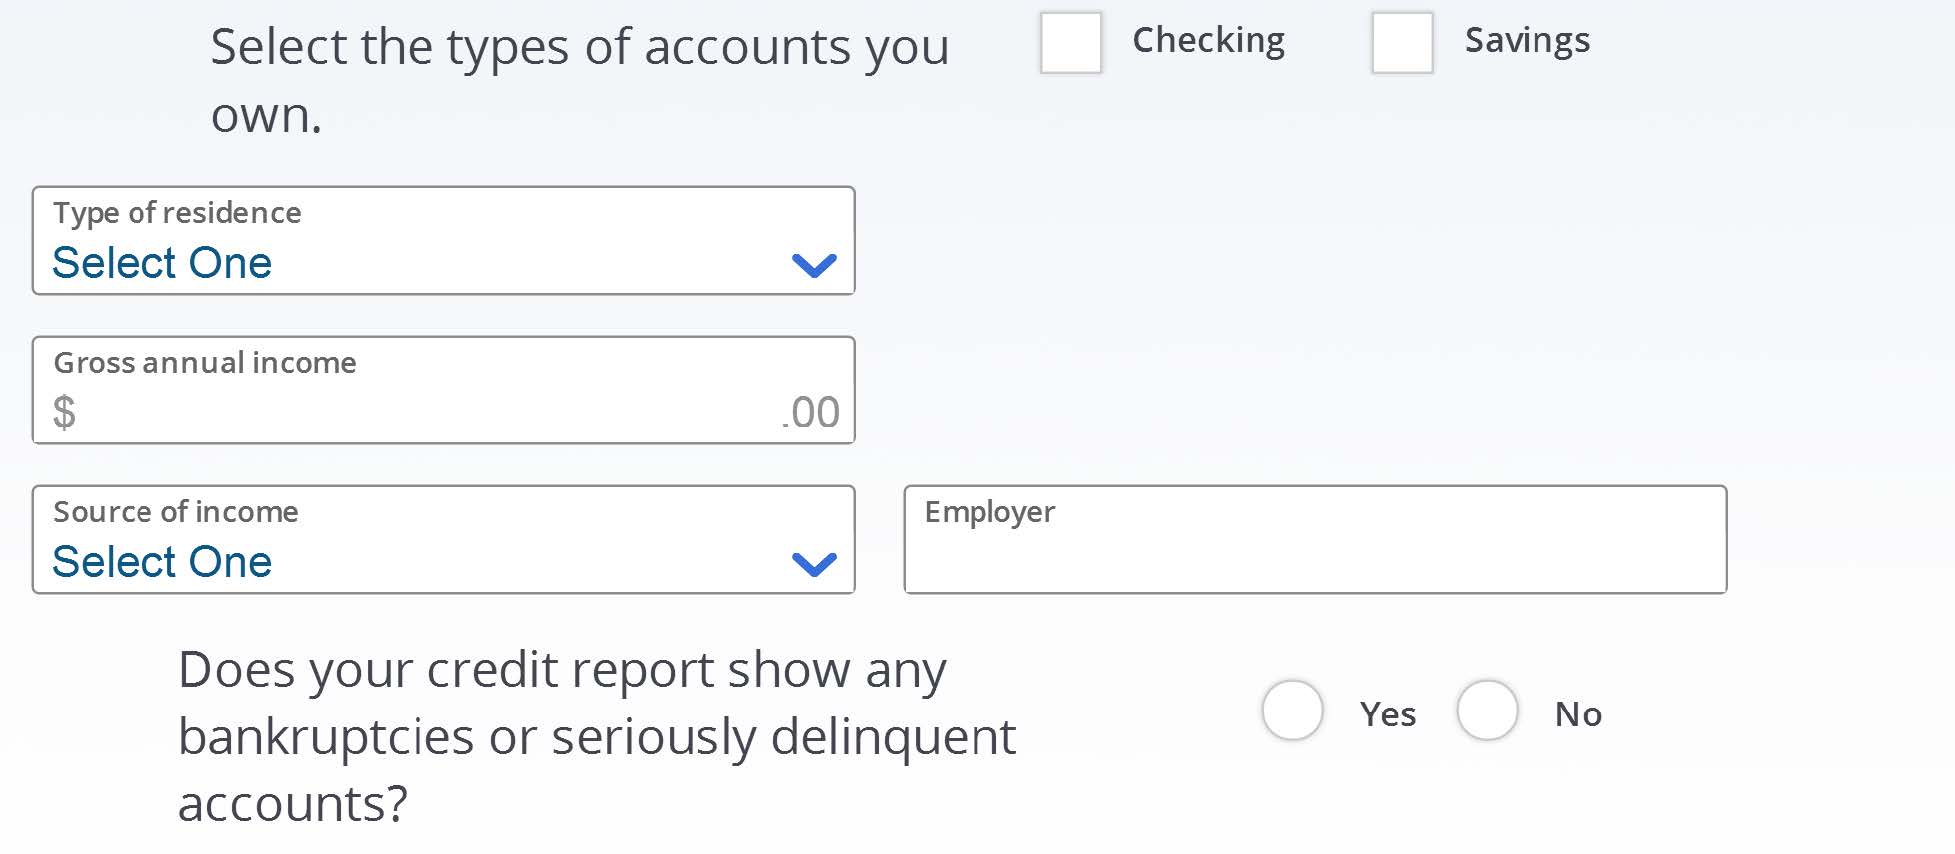 Select the types of accounts you
own.
Checking
Savings
Type of residence
Select One
Gross annual income
$ .00
Source of income
Select One
Employer
Does your credit report show any
bankruptcies or seriously delinquent
accounts?
Yes
No